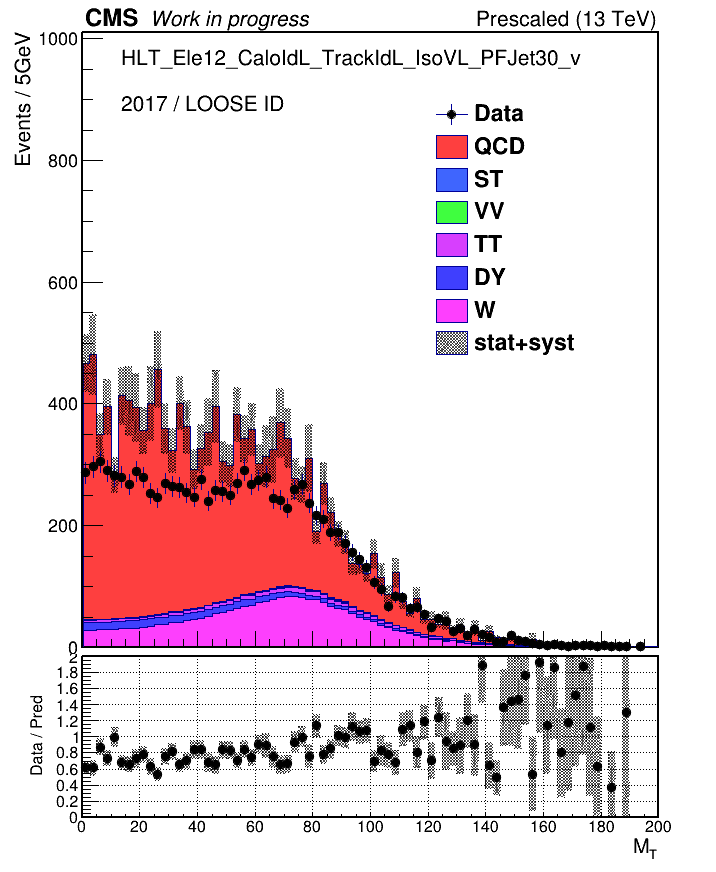 CMS Work in progress Prescaled (13 TeV)
Events / 5GeV
1000
800
600
400
200
0
HLT_Ele12_CaloIdL_TrackIdL_IsoVL_PFJet30_v
2017 / LOOSE ID
Data
QCD
ST
VV
TT
DY
W
stat+syst
Data / Pred
2
1.8
1.6
1.4
1.2
1
0.8
0.6
0.4
0.2
0
0 20 40 60 80 100 120 140 160 180 200
M_T